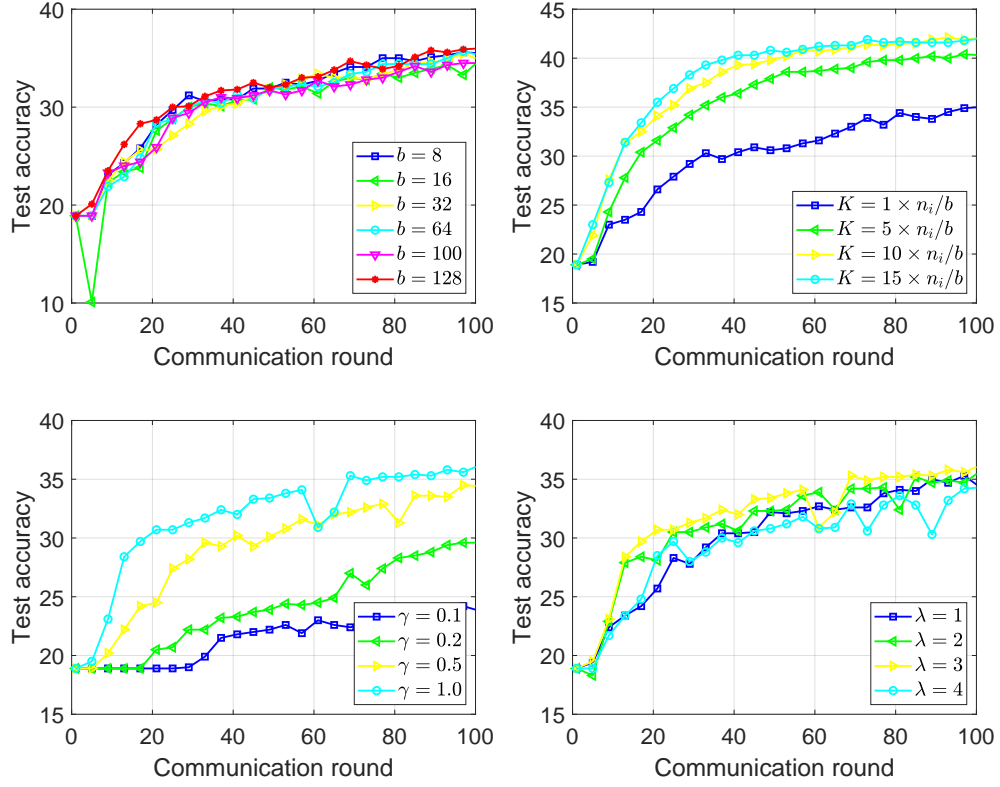 40
30
20
10
Test accuracy
0 20 40 60 80 100
Communication round
b = 8
b = 16
b = 32
b = 64
b = 100
b = 128
45
40
35
30
25
20
15
Test accuracy
0 20 40 60 80 100
Communication round
K = 1 × n_i/b
K = 5 × n_i/b
K = 10 × n_i/b
K = 15 × n_i/b
40
35
30
25
20
15
Test accuracy
0 20 40 60 80 100
Communication round
γ = 0.1
γ = 0.2
γ = 0.5
γ = 1.0
40
35
30
25
20
15
Test accuracy
0 20 40 60 80 100
Communication round
λ = 1
λ = 2
λ = 3
λ = 4